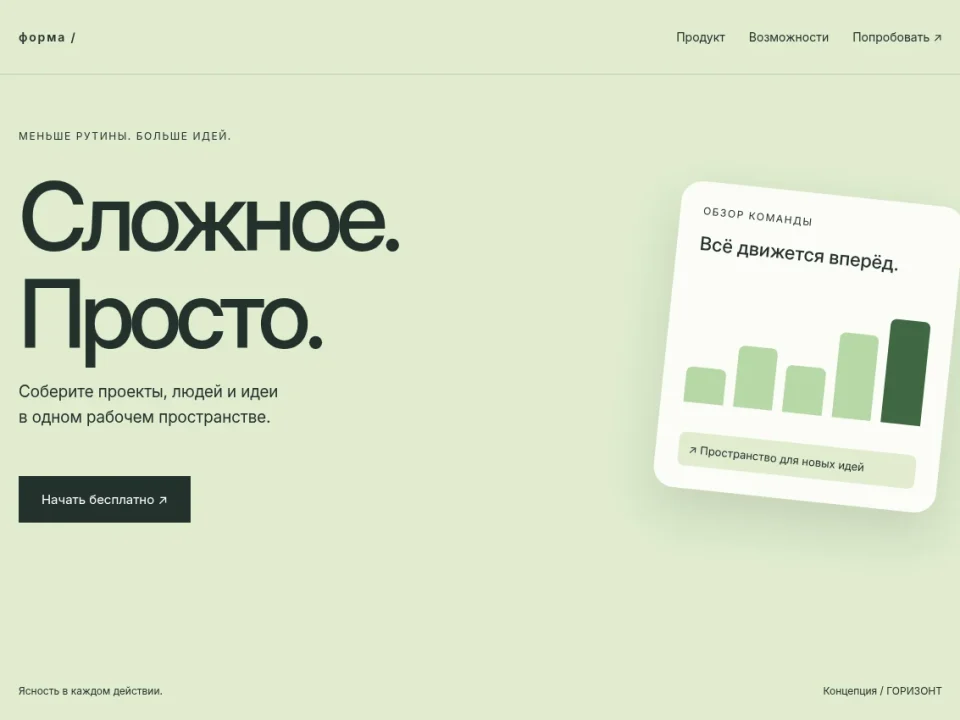 форма /
Продукт
Возможности
Попробовать ↗
МЕНЬШЕ РУТИНЫ. БОЛЬШЕ ИДЕЙ.
Сложное.
Просто.
Соберите проекты, людей и идеи
в одном рабочем пространстве.
Начать бесплатно ↗
ОБЗОР КОМАНДЫ
Всё движется вперёд.
↗ Пространство для новых идей
Ясность в каждом действии.
Концепция / ГОРИЗОНТ